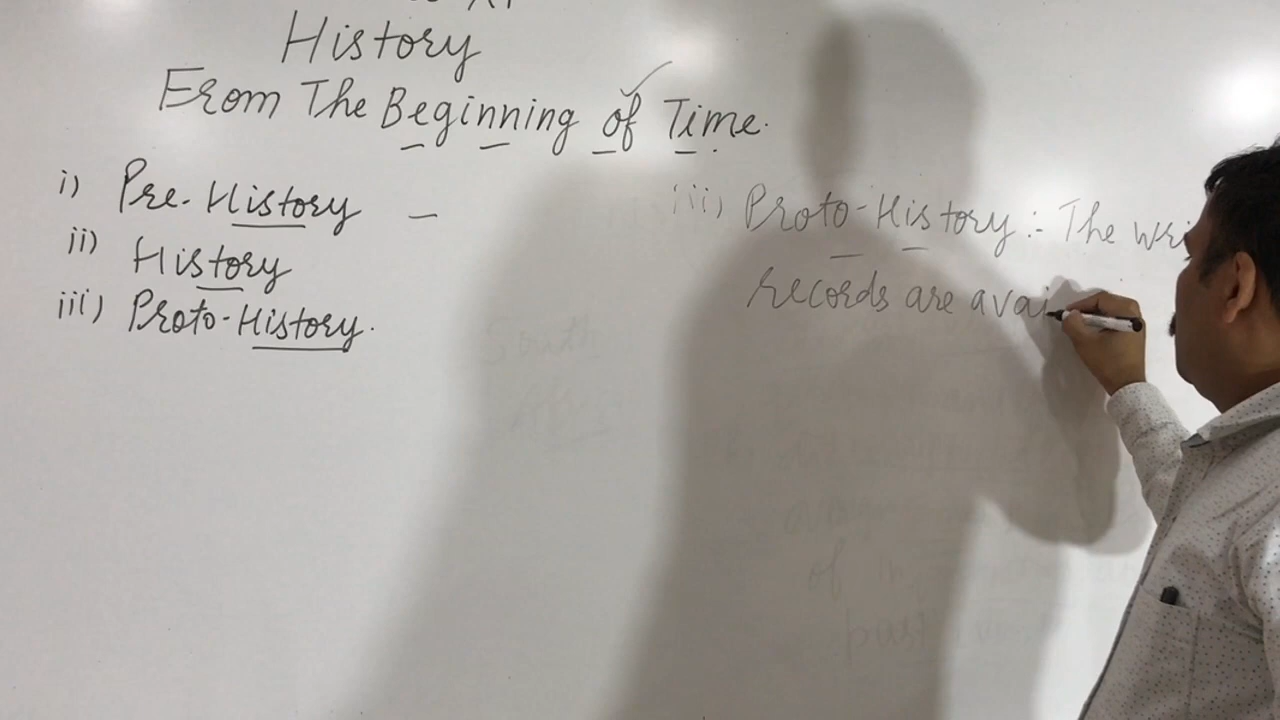 History
From The Beginning of Time.
i) Pre-History -
ii) History
iii) Proto-History.
iii) Proto-History :- The wri
records are avai